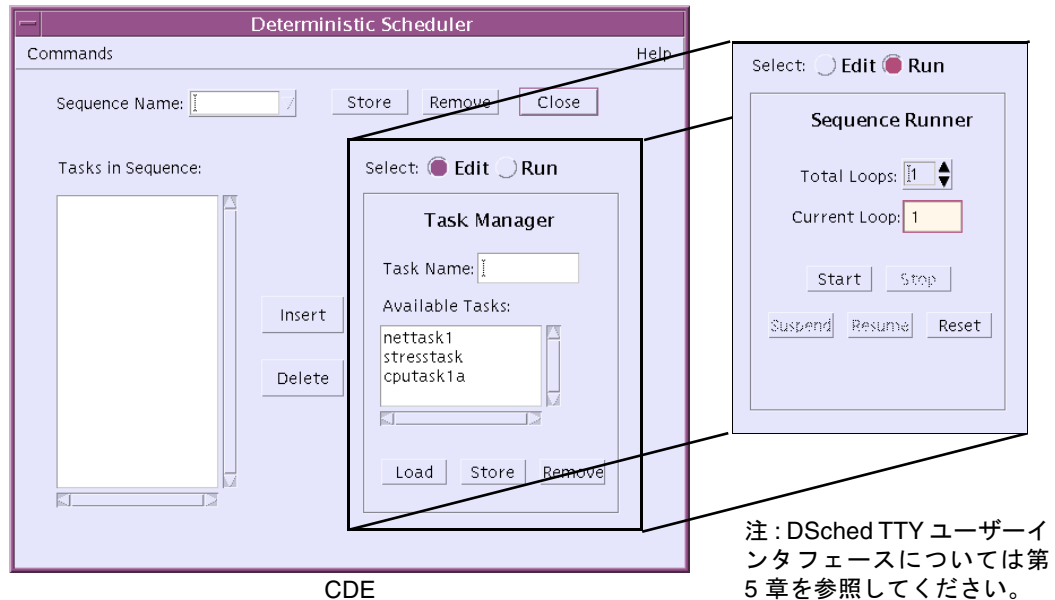 Deterministic Scheduler
Commands
Help
Sequence Name:
Store
Remove
Close
Tasks in Sequence:
Insert
Delete
Select: Edit Run
Task Manager
Task Name:
Available Tasks:
nettask1
stresstask
cputask1a
Load
Store
Remove
Select: Edit Run
Sequence Runner
Total Loops: 1
Current Loop: 1
Start
Stop
Suspend
Resume
Reset
CDE
注 : DSched TTY ユーザーイ
ンタフェースについては第
5 章を参照してください。